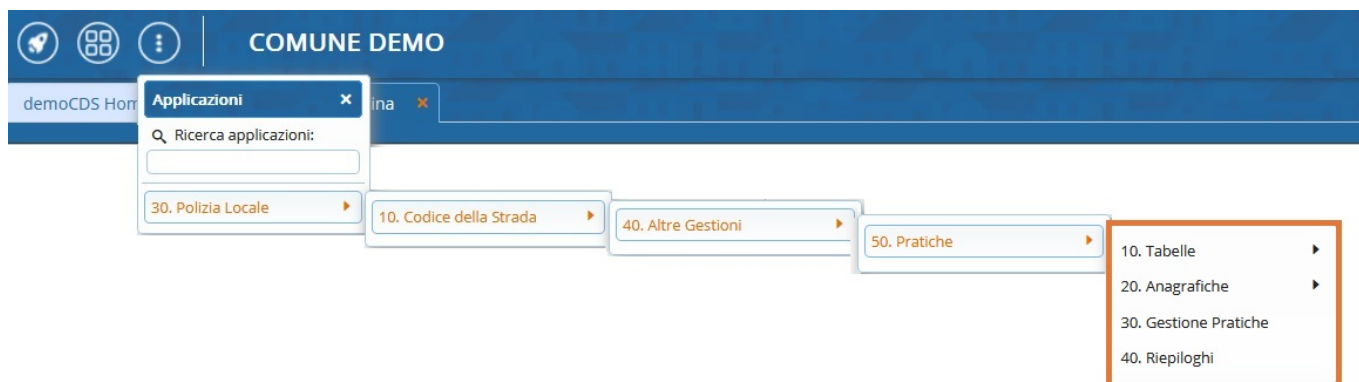 COMUNE DEMO
demoCDS Hom
Applicazioni
ina
Ricerca applicazioni:
30. Polizia Locale
10. Codice della Strada
40. Altre Gestioni
50. Pratiche
10. Tabelle
20. Anagrafiche
30. Gestione Pratiche
40. Riepiloghi